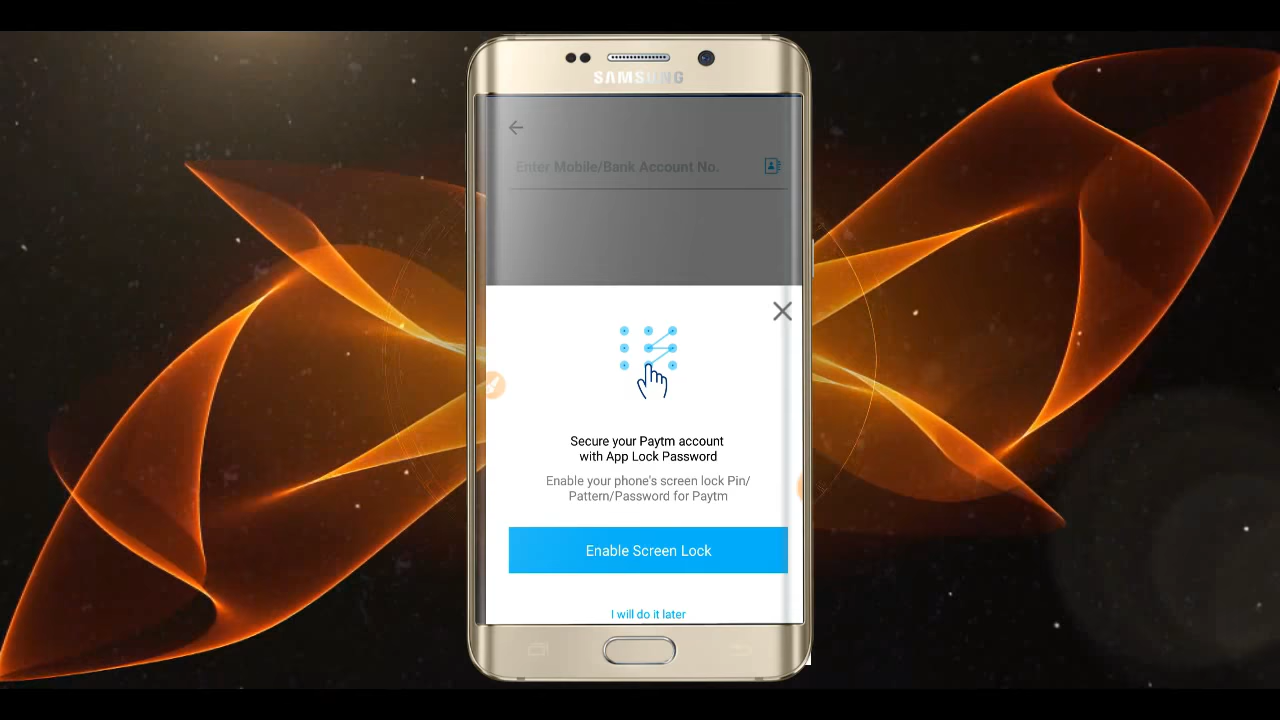 SAMSUNG
Enter Mobile/Bank Account No.
Secure your Paytm account
with App Lock Password
Enable your phone's screen lock Pin/
Pattern/Password for Paytm
Enable Screen Lock
I will do it later